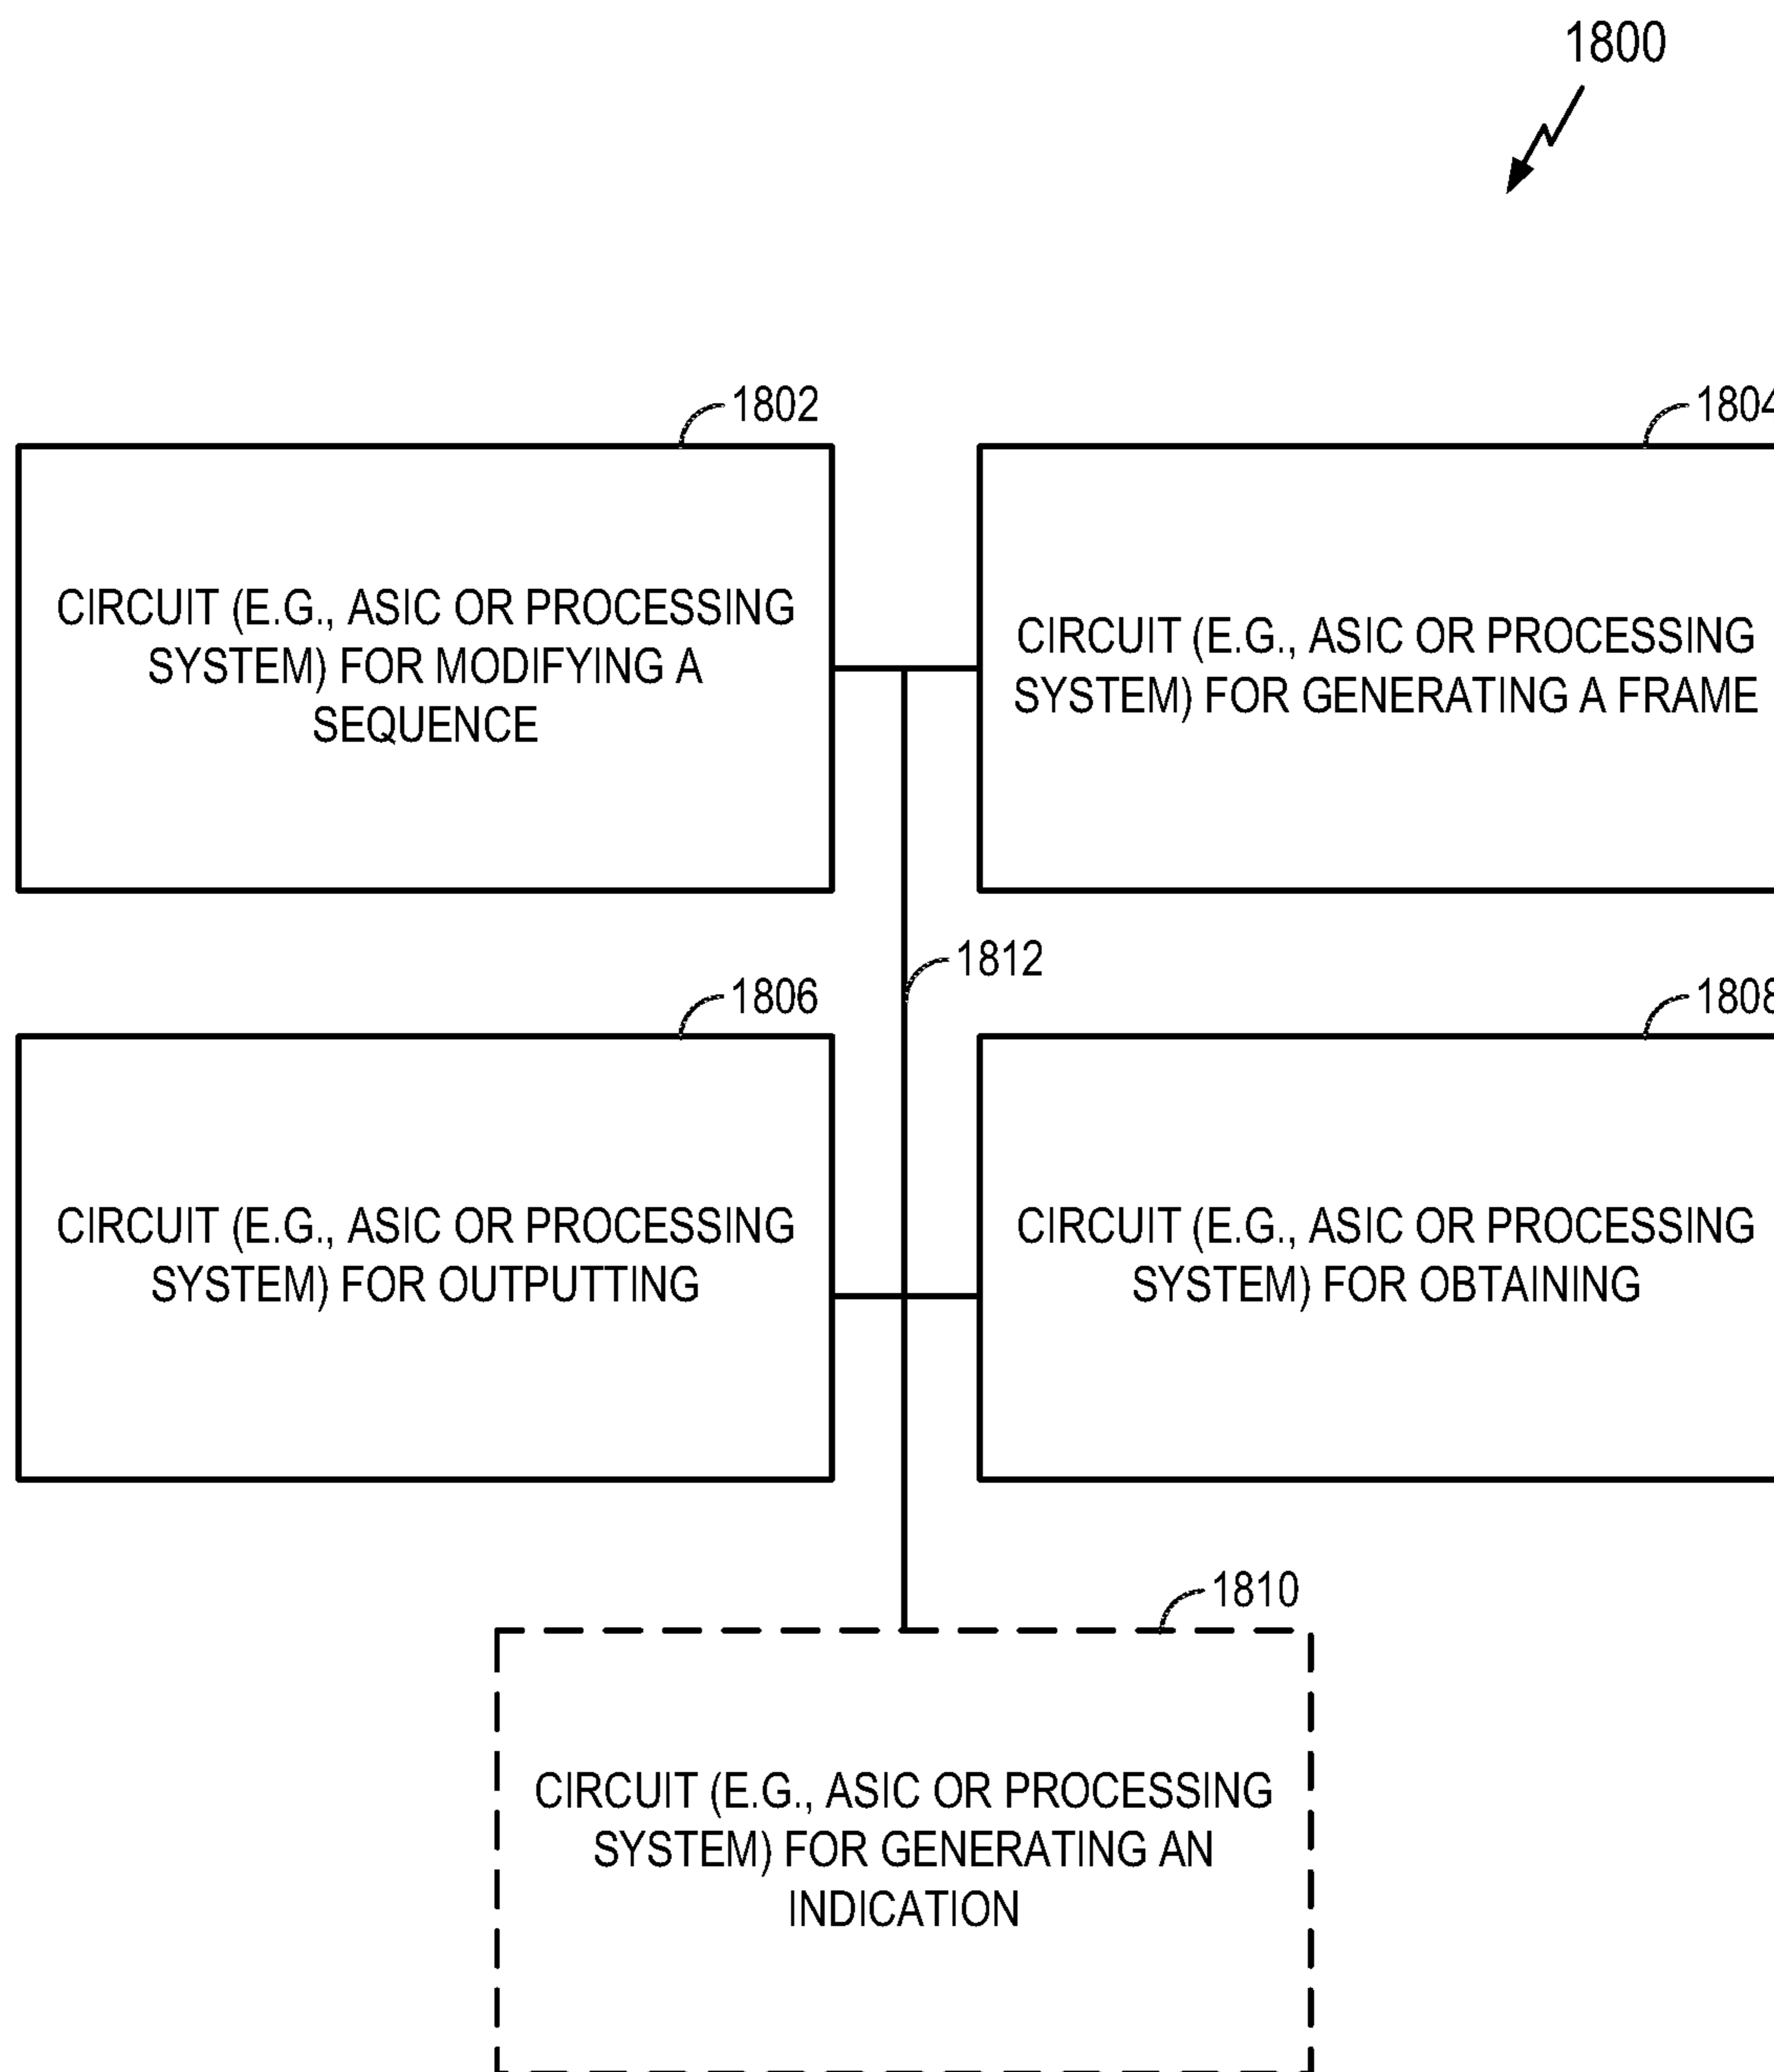 1800
1802
1804
CIRCUIT (E.G., ASIC OR PROCESSING
SYSTEM) FOR MODIFYING A
SEQUENCE
CIRCUIT (E.G., ASIC OR PROCESSING
SYSTEM) FOR GENERATING A FRAME
1812
1806
1808
CIRCUIT (E.G., ASIC OR PROCESSING
SYSTEM) FOR OUTPUTTING
CIRCUIT (E.G., ASIC OR PROCESSING
SYSTEM) FOR OBTAINING
1810
CIRCUIT (E.G., ASIC OR PROCESSING
SYSTEM) FOR GENERATING AN
INDICATION